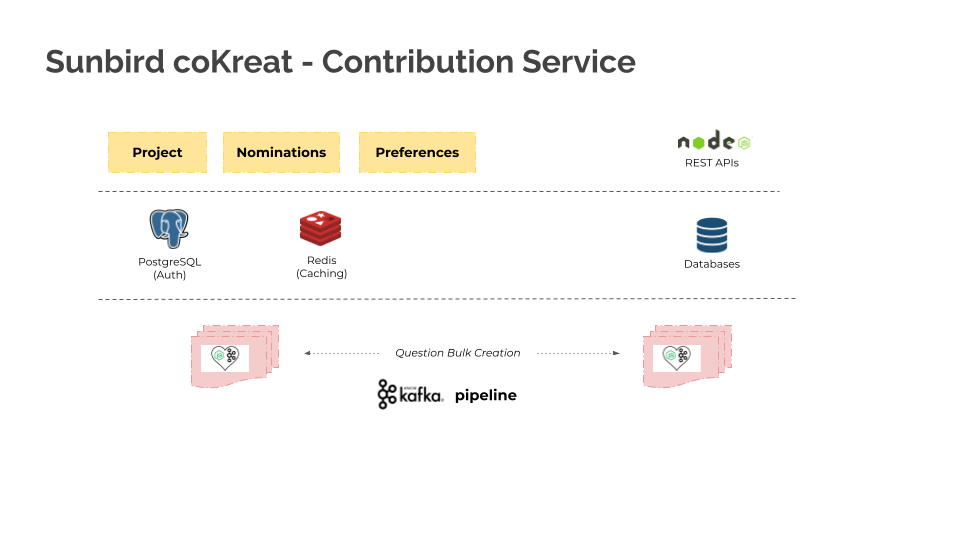 Sunbird coKreat - Contribution Service
Project
Nominations
Preferences
node
REST APIs
PostgreSQL
(Auth)
Redis
(Caching)
Databases
Question Bulk Creation
kafka
pipeline